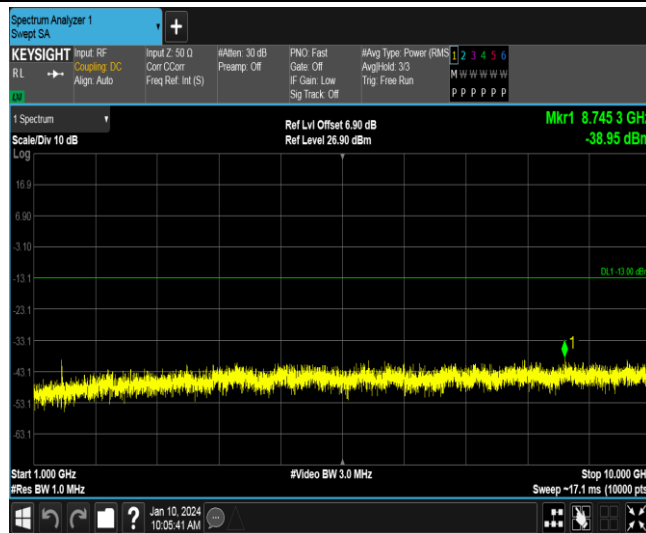 Spectrum Analyzer 1
Swept SA
+
KEYSIGHT
RL
Input: RF
Coupling: DC
Align: Auto
Input Z: 50 Ω
Corr CCorr
Freq Ref: Int (S)
#Atten: 30 dB
Preamp: Off
PNO: Fast
Gate: Off
IF Gain: Low
Sig Track: Off
#Avg Type: Power (RMS
Avg|Hold: 3/3
Trig: Free Run
1 2 3 4 5 6
M W W W W W
P P P P P P
1 Spectrum
Scale/Div 10 dB
Ref Lvl Offset 6.90 dB
Ref Level 26.90 dBm
Mkr1 8.745 3 GHz
-38.95 dBm
Log
16.9
6.90
-3.10
-13.1
-23.1
-33.1
-43.1
-53.1
-63.1
DL1 -13.00 dBm
1
Start 1.000 GHz
#Res BW 1.0 MHz
#Video BW 3.0 MHz
Stop 10.000 GH
Sweep ~17.1 ms (10000 pts
?
Jan 10, 2024
10:05:41 AM